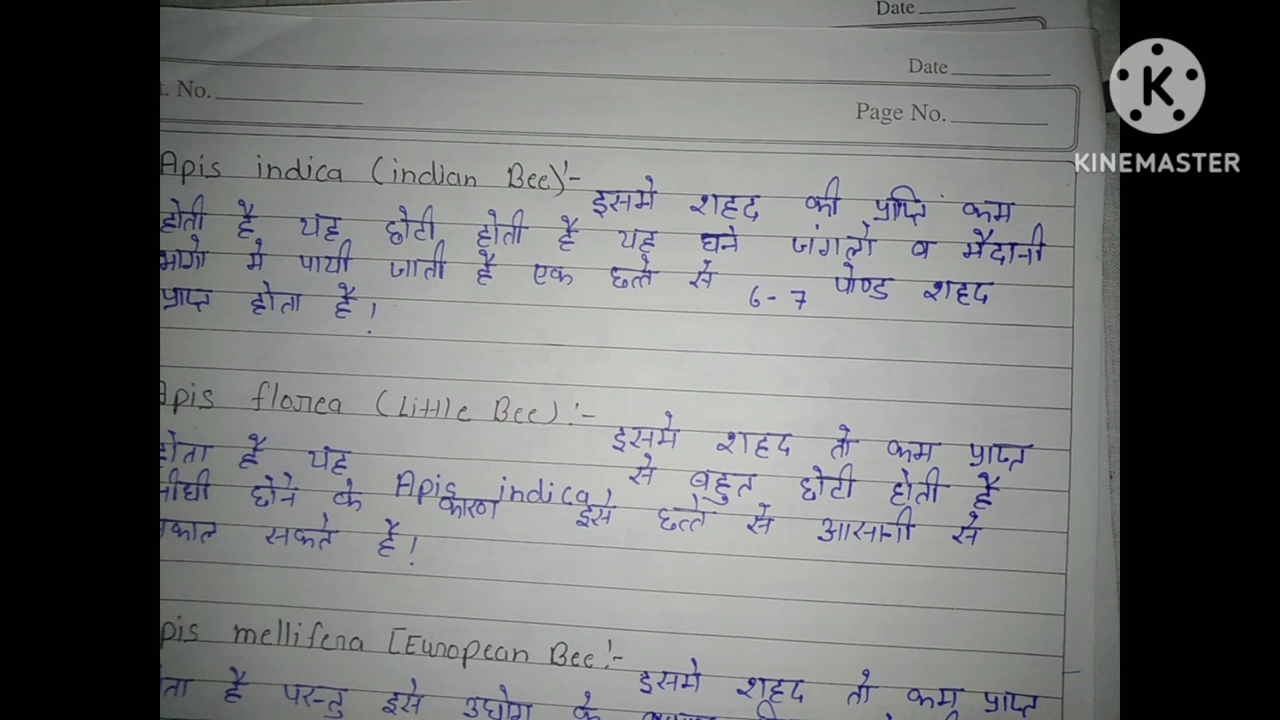 Date
Date
. No.
Page No.
KINEMASTER
Apis indica (indian Bee)'-
इसमे शहद की प्राप्ति कम
होती है यह छोटी होती है यह घने जंगलो व मैदानी
भागो मे पायी जाती है एक छत्ते से 6-7 पोण्ड शहद
प्राप्त होता है!
Apis florea (Little Bee) :-
इसमे शहद तो कम प्राप्त
होता है यह Apis indica से बहुत छोटी होती है
सीधी होने के कारण इसे छत्ते से आसानी से
सकते है!
pis mellifera [European Bee :-
इसमे शहद तो कम प्राप्त
है परन्तु इसे उद्योग के